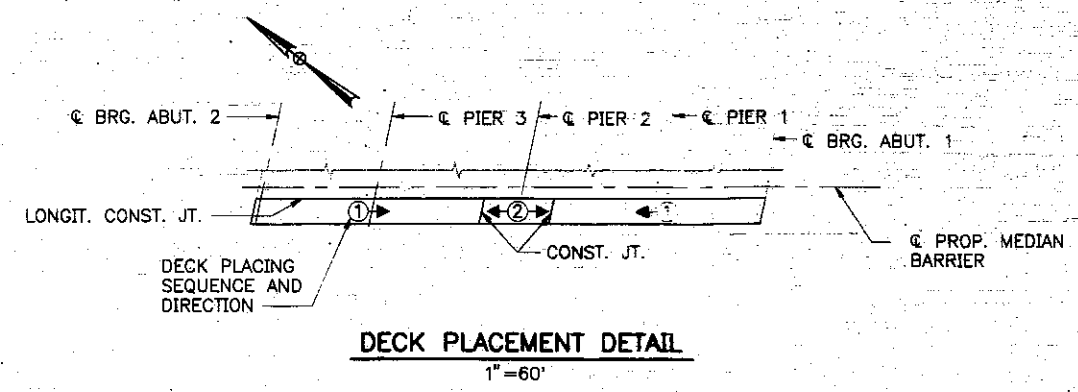 ℄ BRG. ABUT. 2
℄ PIER 3
℄ PIER 2
℄ PIER 1
℄ BRG. ABUT. 1
LONGIT. CONST. JT.
1
2
1
CONST. JT.
℄ PROP. MEDIAN
BARRIER
DECK PLACING
SEQUENCE AND
DIRECTION
DECK PLACEMENT DETAIL
1"=60'